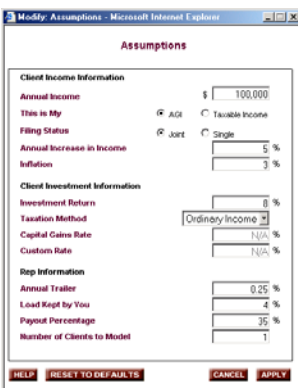 Modify: Assumptions - Microsoft Internet Explorer
Assumptions
Client Income Information
Annual Income $ 100,000
This is My AGI Taxable Income
Filing Status Joint Single
Annual Increase in Income 5 %
Inflation 3 %
Client Investment Information
Investment Return 8 %
Taxation Method Ordinary Income
Capital Gains Rate N/A %
Custom Rate N/A %
Rep Information
Annual Trailer 0.25 %
Load Kept by You 4 %
Payout Percentage 35 %
Number of Clients to Model 1
HELP RESET TO DEFAULTS CANCEL APPLY